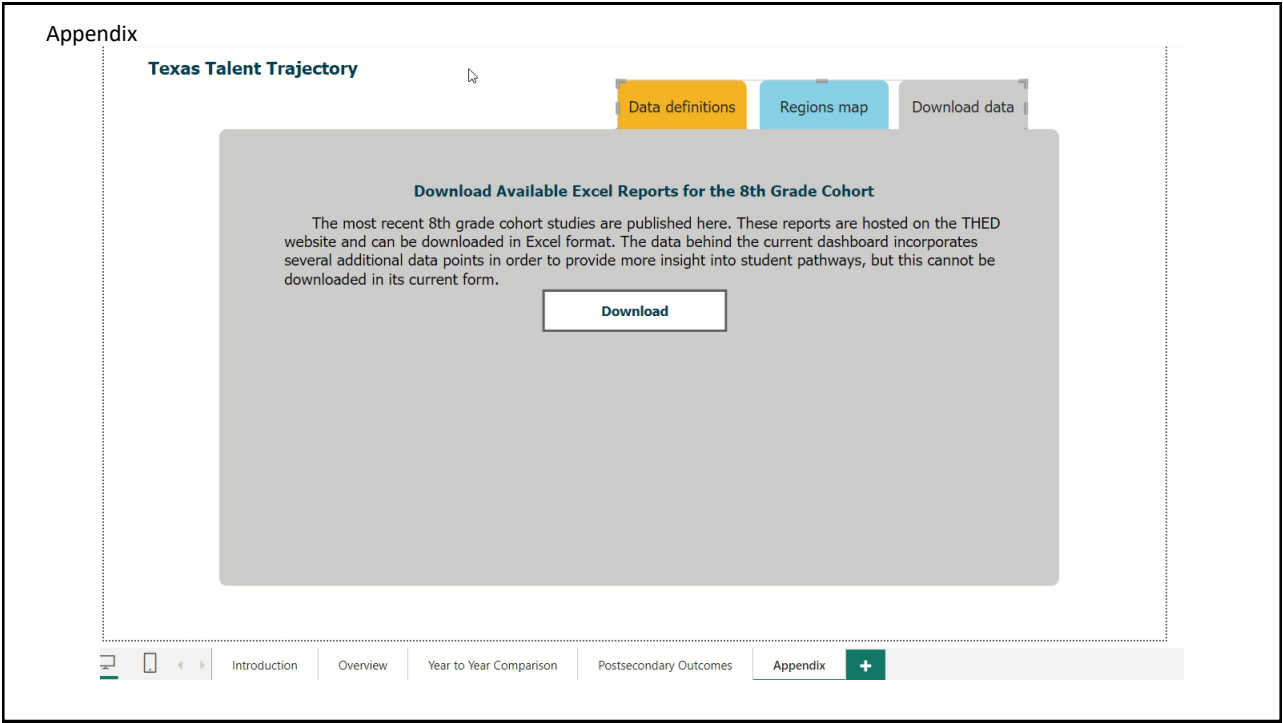 Appendix
Texas Talent Trajectory
Data definitions
Regions map
Download data
Download Available Excel Reports for the 8th Grade Cohort
The most recent 8th grade cohort studies are published here. These reports are hosted on the THED
website and can be downloaded in Excel format. The data behind the current dashboard incorporates
several additional data points in order to provide more insight into student pathways, but this cannot be
downloaded in its current form.
Download
Introduction
Overview
Year to Year Comparison
Postsecondary Outcomes
Appendix
+